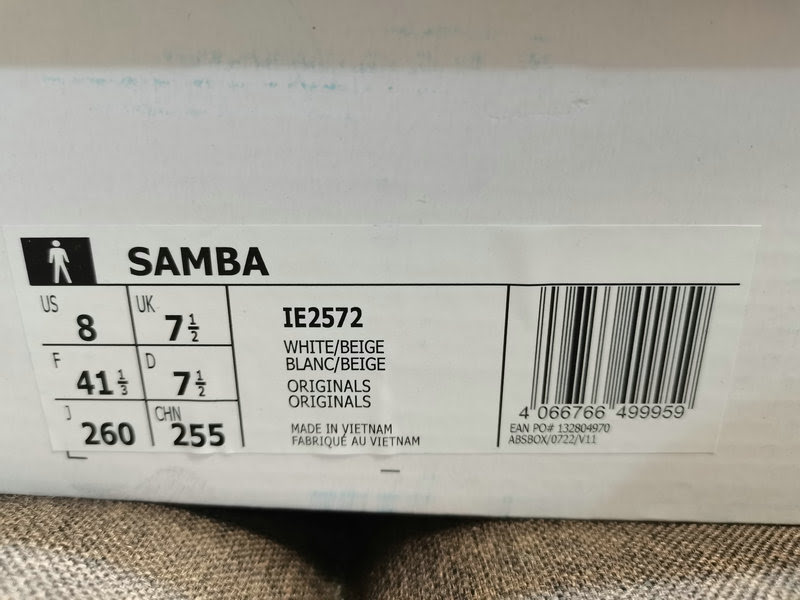 SAMBA
US 8 UK 7 1/2
F 41 1/3 D 7 1/2
J 260 CHN 255
IE2572
WHITE/BEIGE
BLANC/BEIGE
ORIGINALS
ORIGINALS
MADE IN VIETNAM
FABRIQUÉ AU VIETNAM
4 066766 499959
EAN PO# 132804970
ABSBOX/0722/V11